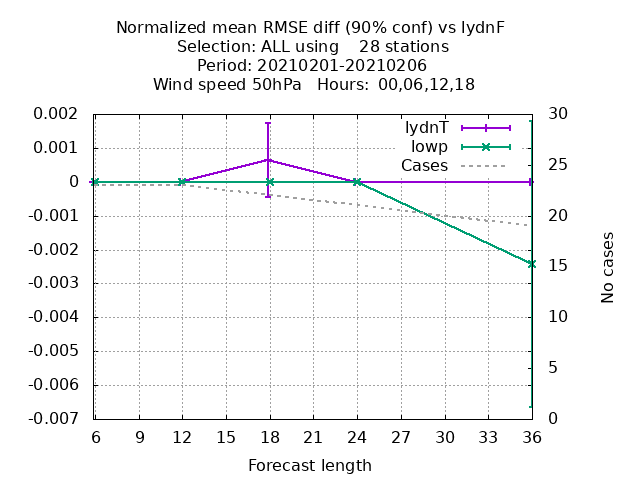 Normalized mean RMSE diff (90% conf) vs IydnF
Selection: ALL using    28 stations
Period: 20210201-20210206
Wind speed 50hPa   Hours:  00,06,12,18
0.002
0.001
0
-0.001
-0.002
-0.003
-0.004
-0.005
-0.006
-0.007
IydnT
Iowp
Cases
30
25
20
15
10
5
0
No cases
6 9 12 15 18 21 24 27 30 33 36
Forecast length